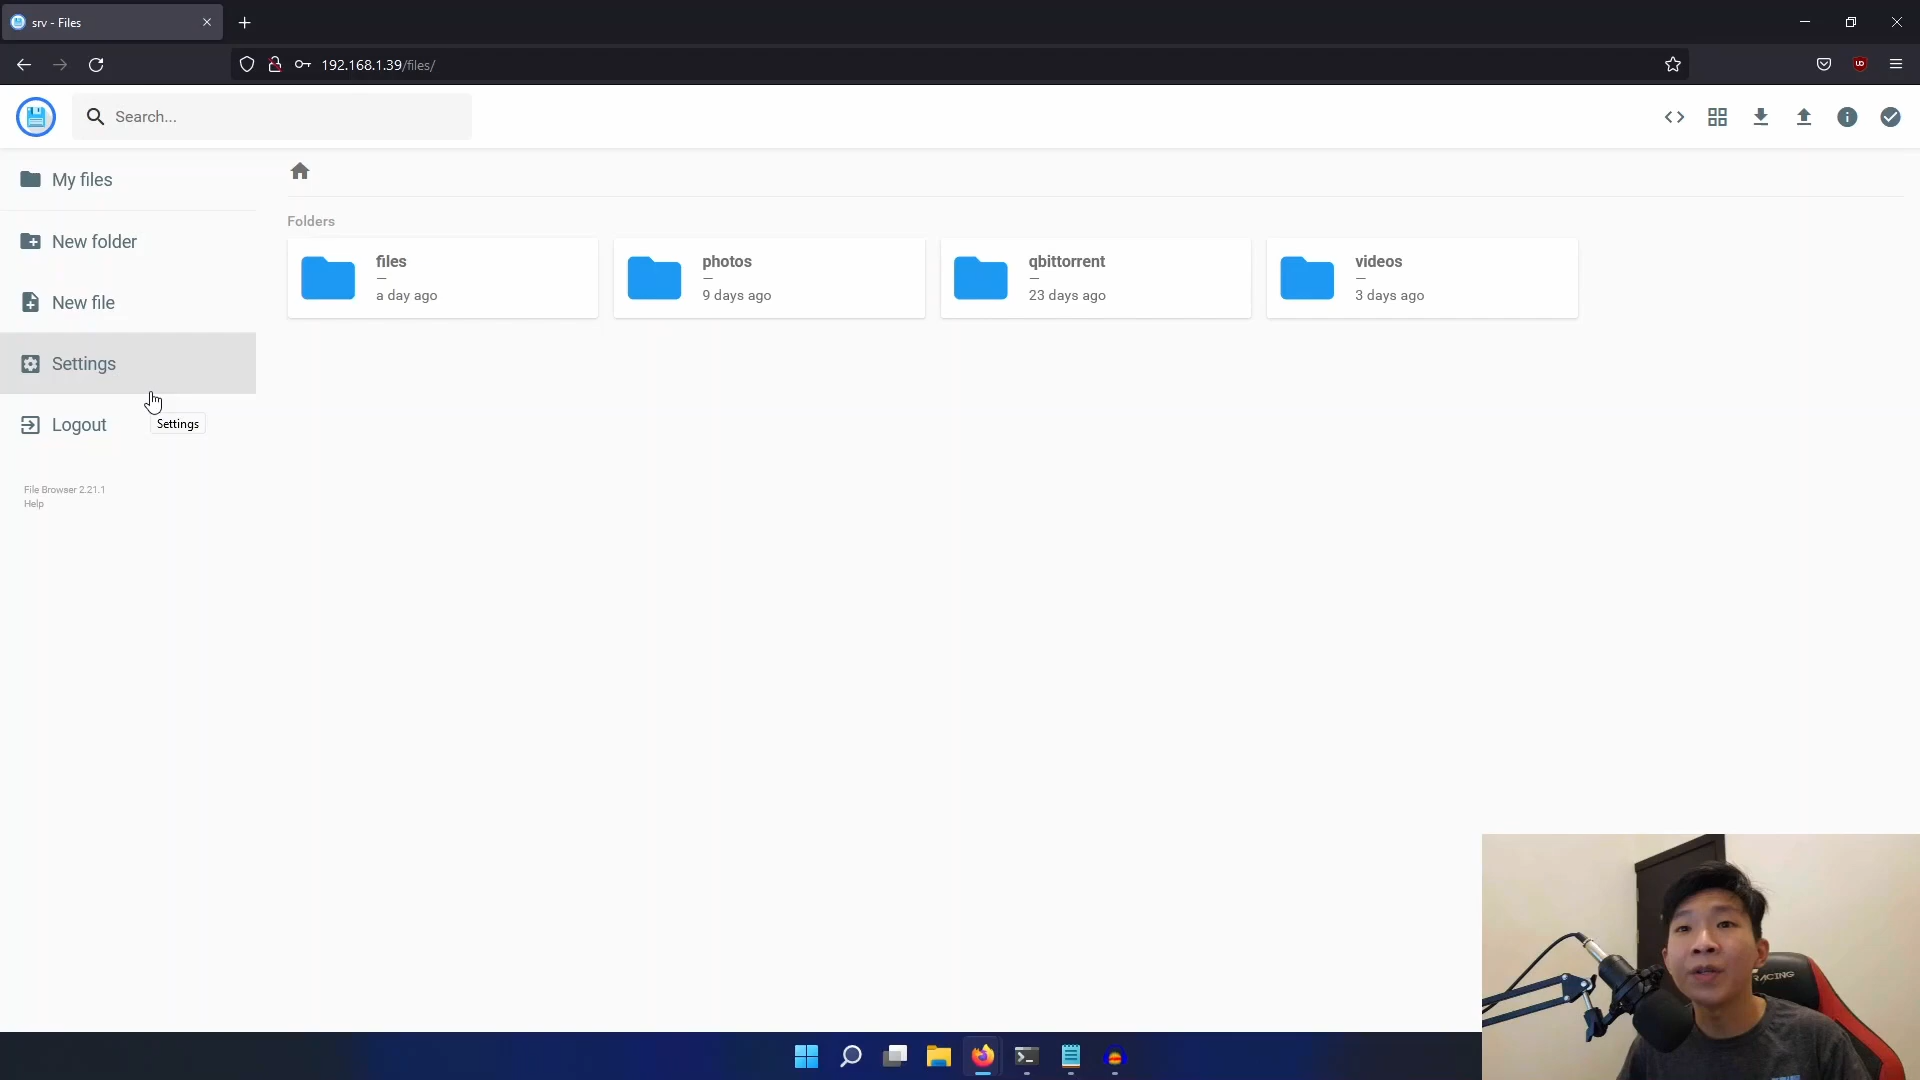 srv - Files
192.168.1.39/files/
Search...
My files
New folder
New file
Settings
Logout
Settings
File Browser 2.21.1
Help
Folders
files
—
a day ago
photos
—
9 days ago
qbittorrent
—
23 days ago
videos
—
3 days ago
RACING